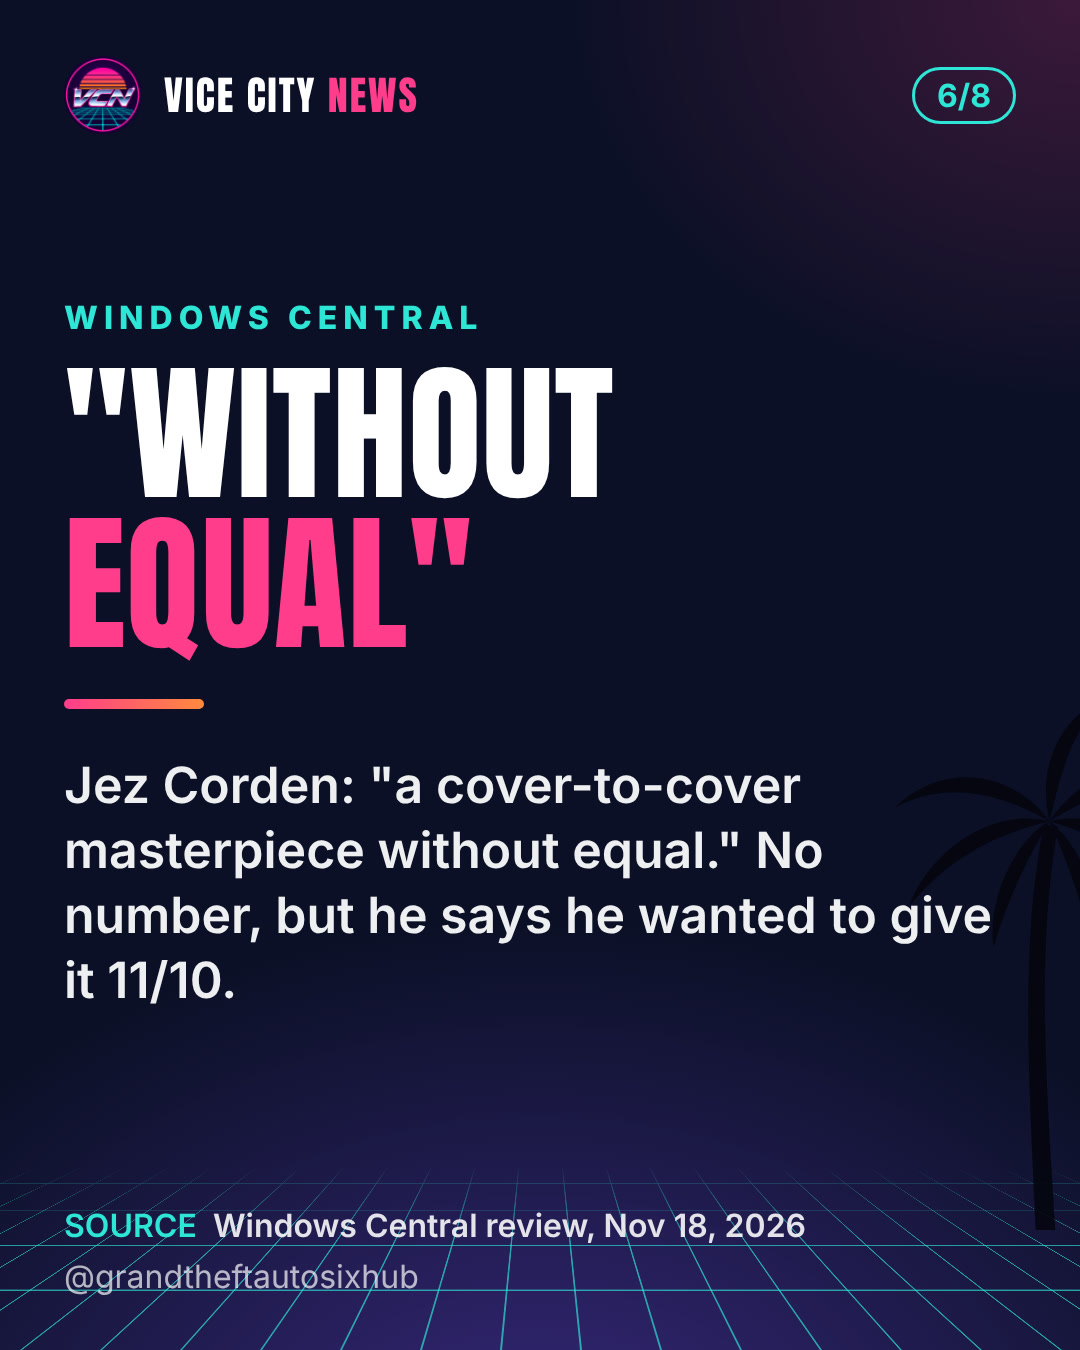 VCN
VICE CITY NEWS
6/8
WINDOWS CENTRAL
"WITHOUT
EQUAL"
Jez Corden: "a cover-to-cover
masterpiece without equal." No
number, but he says he wanted to give
it 11/10.
SOURCE Windows Central review, Nov 18, 2026
@grandtheftautosixhub